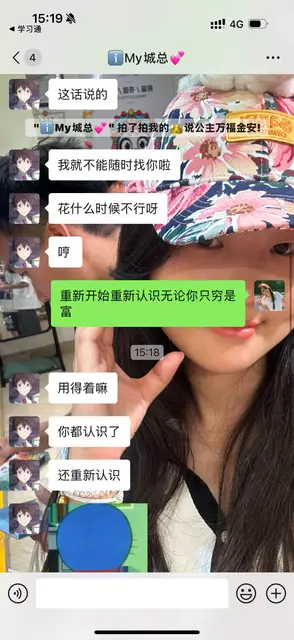 15:19
4G
学习通
4
My城总💕
这话说的
"ℹ️My城总💕" 拍了拍我的💩说公主万福金安!
我就不能随时找你啦
花什么时候不行呀
哼
重新开始重新认识无论你只穷是
富
15:18
用得着嘛
你都认识了
还重新认识